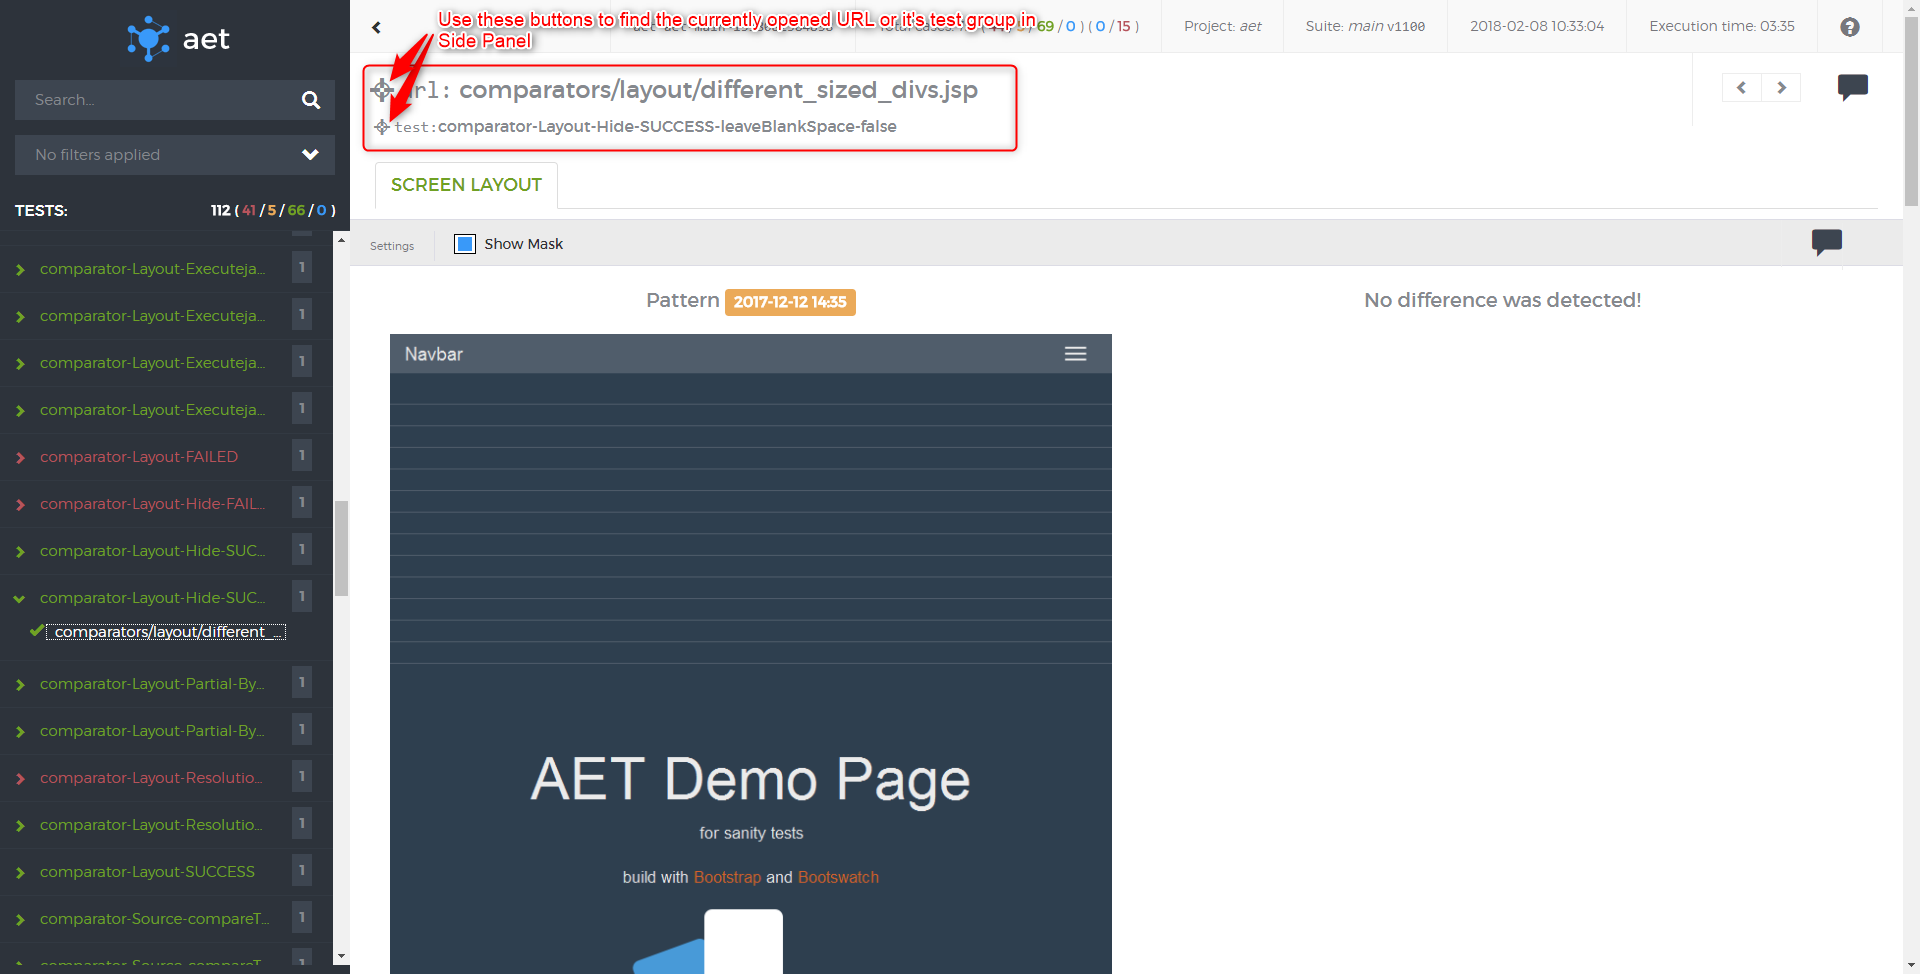 aet
Search...
No filters applied
TESTS: 112 ( 41 / 5 / 66 / 0 )
comparator-Layout-Executeja... 1
comparator-Layout-Executeja... 1
comparator-Layout-Executeja... 1
comparator-Layout-Executeja... 1
comparator-Layout-FAILED 1
comparator-Layout-Hide-FAIL... 1
comparator-Layout-Hide-SUC... 1
comparator-Layout-Hide-SUC... 1
comparators/layout/different_...
comparator-Layout-Partial-By... 1
comparator-Layout-Partial-By... 1
comparator-Layout-Resolutio... 1
comparator-Layout-Resolutio... 1
comparator-Layout-SUCCESS 1
comparator-Source-compareT... 1
comparator-Source-compareT... 1
Use these buttons to find the currently opened URL or it's test group in
Side Panel
69 / 0 ) ( 0 / 15 )
Project: aet
Suite: main v1100
2018-02-08 10:33:04
Execution time: 03:35
?
url: comparators/layout/different_sized_divs.jsp
test:comparator-Layout-Hide-SUCCESS-leaveBlankSpace-false
SCREEN LAYOUT
Settings
Show Mask
Pattern 2017-12-12 14:35
No difference was detected!
Navbar
AET Demo Page
for sanity tests
build with Bootstrap and Bootswatch